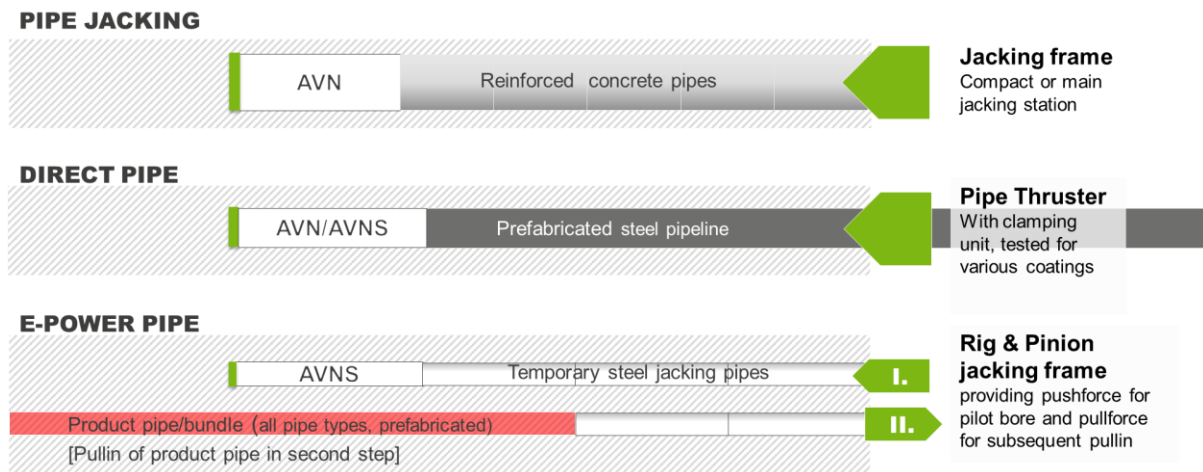 PIPE JACKING
AVN
Reinforced concrete pipes
Jacking frame
Compact or main
jacking station
DIRECT PIPE
AVN/AVNS
Prefabricated steel pipeline
Pipe Thruster
With clamping
unit, tested for
various coatings
E-POWER PIPE
AVNS
Temporary steel jacking pipes
I.
Product pipe/bundle (all pipe types, prefabricated)
II.
[Pullin of product pipe in second step]
Rig & Pinion
jacking frame
providing pushforce for
pilot bore and pullforce
for subsequent pullin